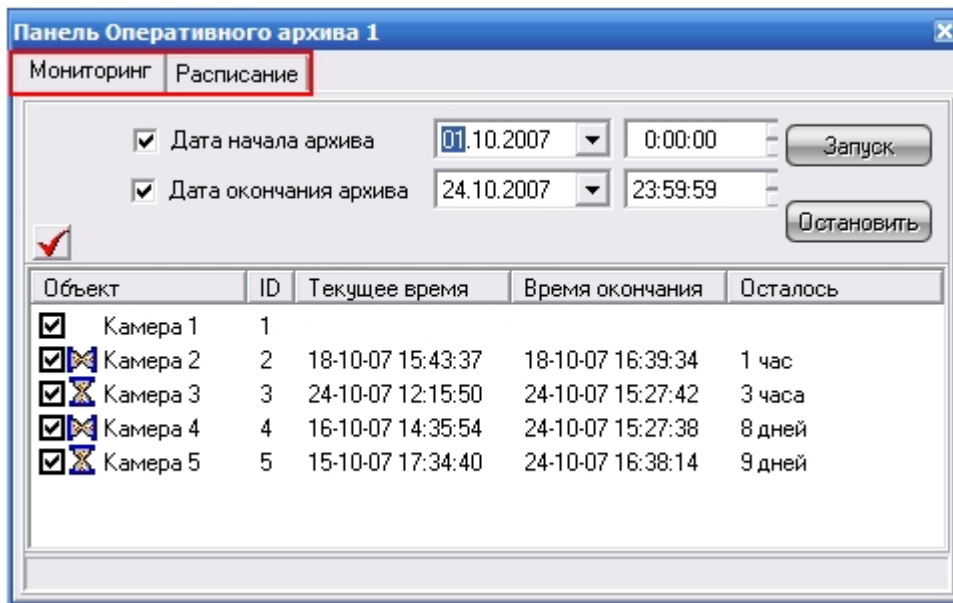 Панель Оперативного архива 1
Мониторинг Расписание
Дата начала архива 01.10.2007 0:00:00 Запуск
Дата окончания архива 24.10.2007 23:59:59
Остановить
Объект ID Текущее время Время окончания Осталось
Камера 1 1
Камера 2 2 18-10-07 15:43:37 18-10-07 16:39:34 1 час
Камера 3 3 24-10-07 12:15:50 24-10-07 15:27:42 3 часа
Камера 4 4 16-10-07 14:35:54 24-10-07 15:27:38 8 дней
Камера 5 5 15-10-07 17:34:40 24-10-07 16:38:14 9 дней